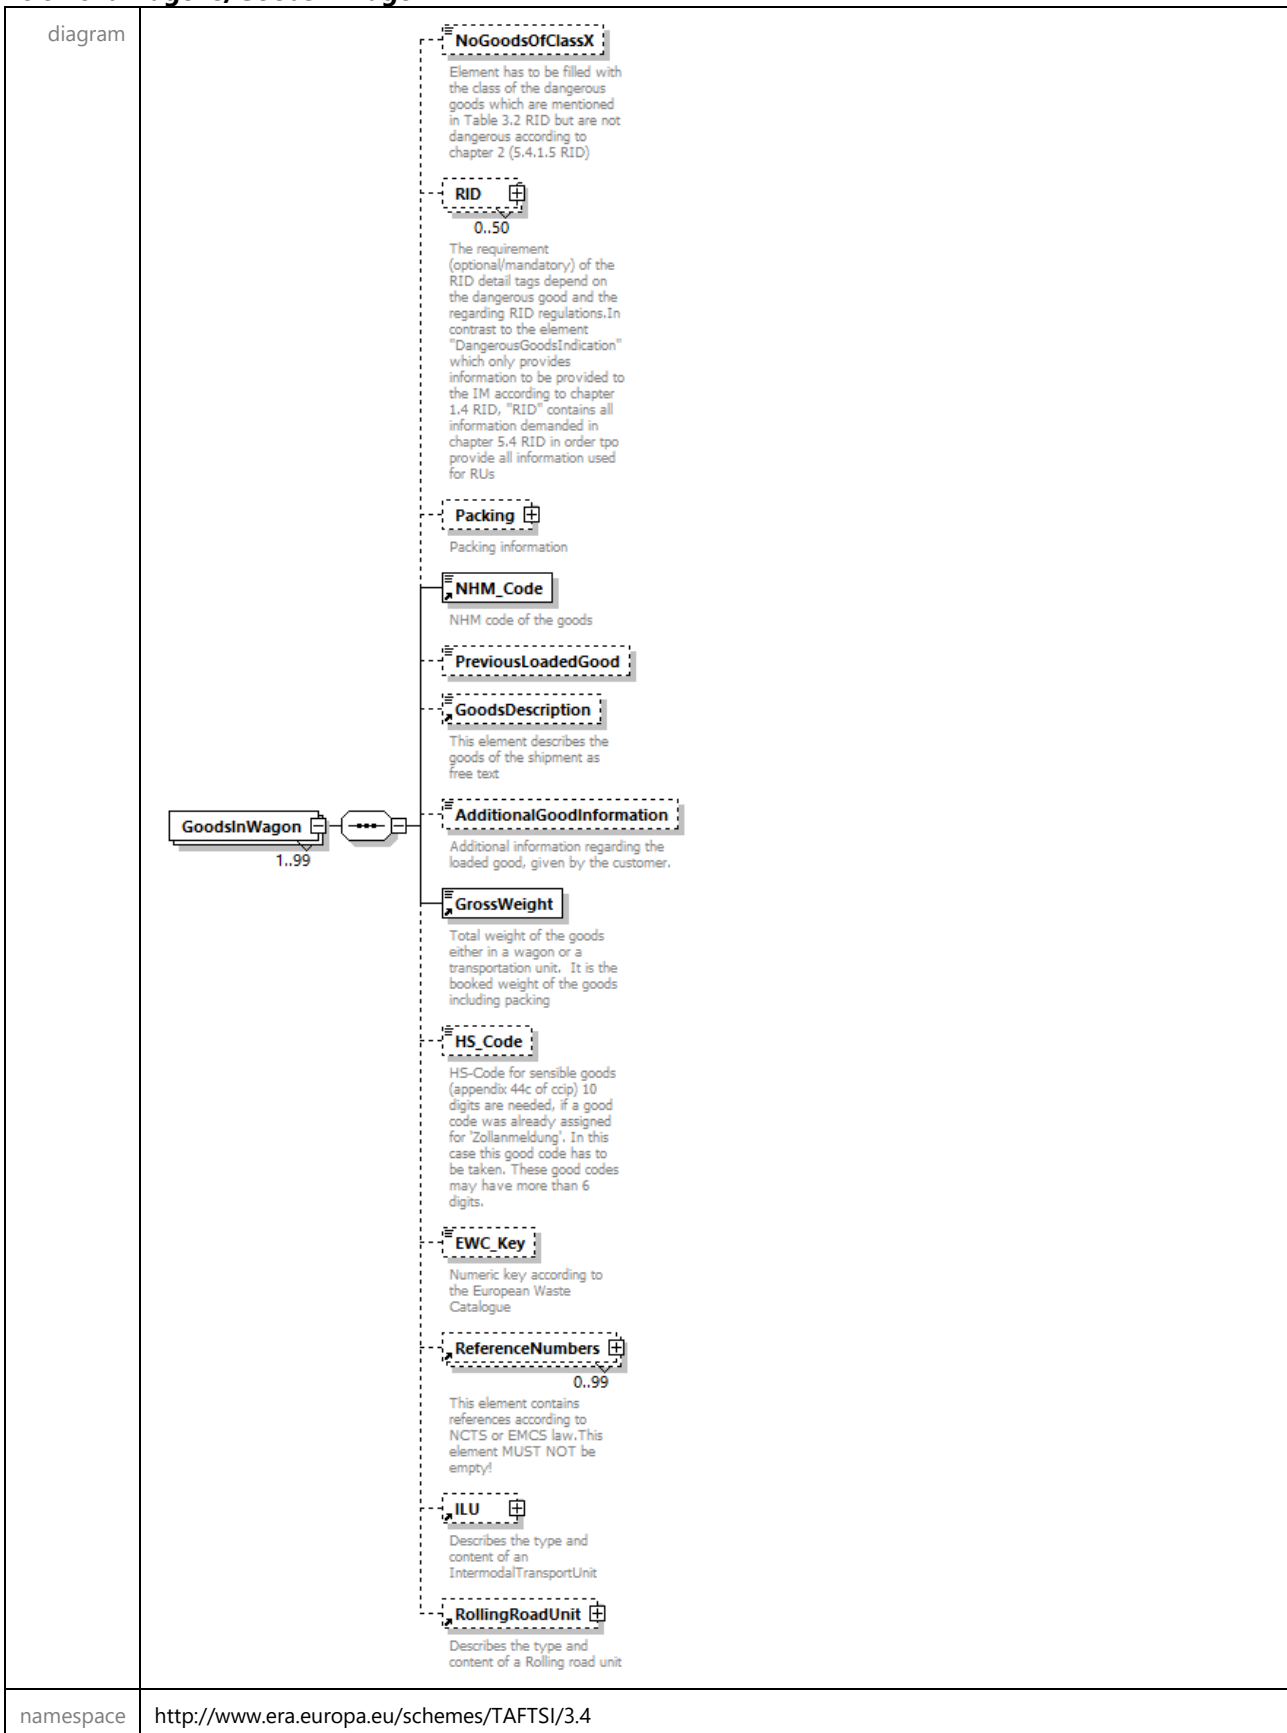 diagram
NoGoodsOfClassX
Element has to be filled with
the class of the dangerous
goods which are mentioned
in Table 3.2 RID but are not
dangerous according to
chapter 2 (5.4.1.5 RID)
RID
0..50
The requirement
(optional/mandatory) of the
RID detail tags depend on
the dangerous good and the
regarding RID regulations.In
contrast to the element
"DangerousGoodsIndication"
which only provides
information to be provided to
the IM according to chapter
1.4 RID, "RID" contains all
information demanded in
chapter 5.4 RID in order tpo
provide all information used
for RUs
Packing
Packing information
NHM_Code
NHM code of the goods
PreviousLoadedGood
GoodsDescription
This element describes the
goods of the shipment as
free text
GoodsInWagon
1..99
AdditionalGoodInformation
Additional information regarding the
loaded good, given by the customer.
GrossWeight
Total weight of the goods
either in a wagon or a
transportation unit.  It is the
booked weight of the goods
including packing
HS_Code
HS-Code for sensible goods
(appendix 44c of ccip) 10
digits are needed, if a good
code was already assigned
for 'Zollanmeldung'. In this
case this good code has to
be taken. These good codes
may have more than 6
digits.
EWC_Key
Numeric key according to
the European Waste
Catalogue
ReferenceNumbers
0..99
This element contains
references according to
NCTS or EMCS law.This
element MUST NOT be
empty!
ILU
Describes the type and
content of an
IntermodalTransportUnit
RollingRoadUnit
Describes the type and
content of a Rolling road unit
namespace
http://www.era.europa.eu/schemes/TAFTSI/3.4